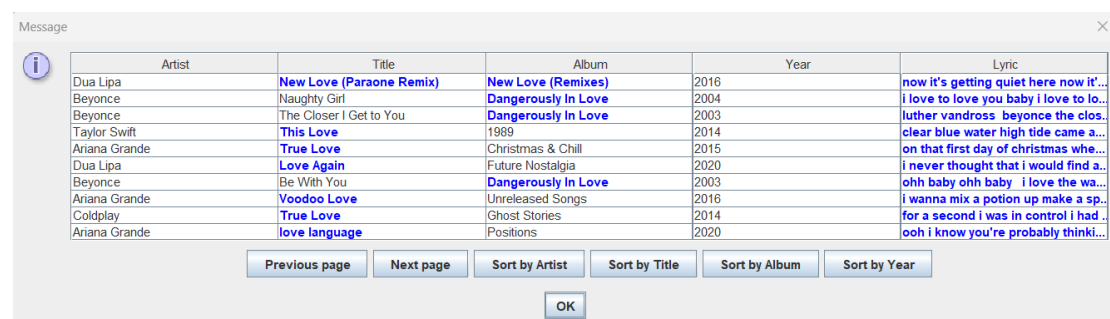 Message
Artist Title Album Year Lyric
Dua Lipa New Love (Paraone Remix) New Love (Remixes) 2016 now it's getting quiet here now it'...
Beyonce Naughty Girl Dangerously In Love 2004 i love to love you baby i love to lo...
Beyonce The Closer I Get to You Dangerously In Love 2003 luther vandross beyonce the clos...
Taylor Swift This Love 1989 2014 clear blue water high tide came a...
Ariana Grande True Love Christmas & Chill 2015 on that first day of christmas whe...
Dua Lipa Love Again Future Nostalgia 2020 i never thought that i would find a...
Beyonce Be With You Dangerously In Love 2003 ohh baby ohh baby i love the wa...
Ariana Grande Voodoo Love Unreleased Songs 2016 i wanna mix a potion up make a sp...
Coldplay True Love Ghost Stories 2014 for a second i was in control i had ...
Ariana Grande love language Positions 2020 ooh i know you're probably thinki...
Previous page Next page Sort by Artist Sort by Title Sort by Album Sort by Year
OK